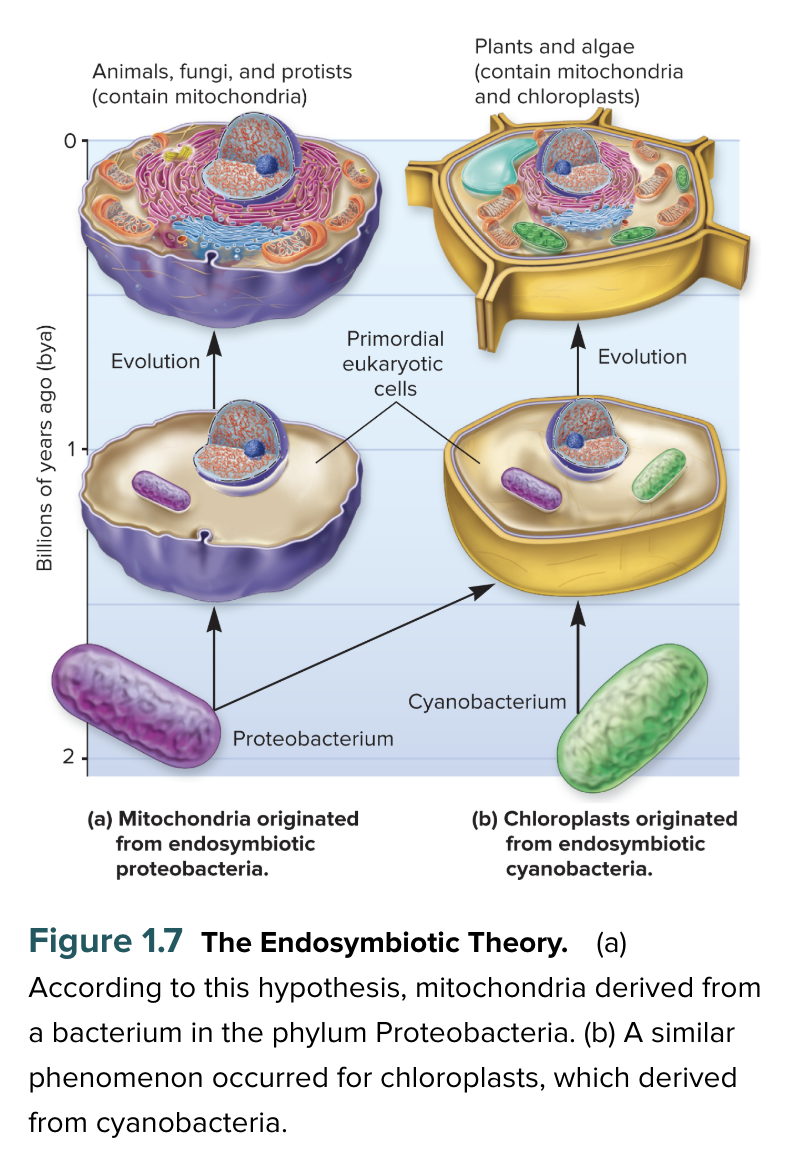 Animals, fungi, and protists
(contain mitochondria)
Plants and algae
(contain mitochondria
and chloroplasts)
0
Evolution
Primordial
eukaryotic
cells
Evolution
Billions of years ago (bya)
1
Cyanobacterium
Proteobacterium
2
(a) Mitochondria originated
from endosymbiotic
proteobacteria.
(b) Chloroplasts originated
from endosymbiotic
cyanobacteria.
Figure 1.7 The Endosymbiotic Theory. (a)
According to this hypothesis, mitochondria derived from
a bacterium in the phylum Proteobacteria. (b) A similar
phenomenon occurred for chloroplasts, which derived
from cyanobacteria.